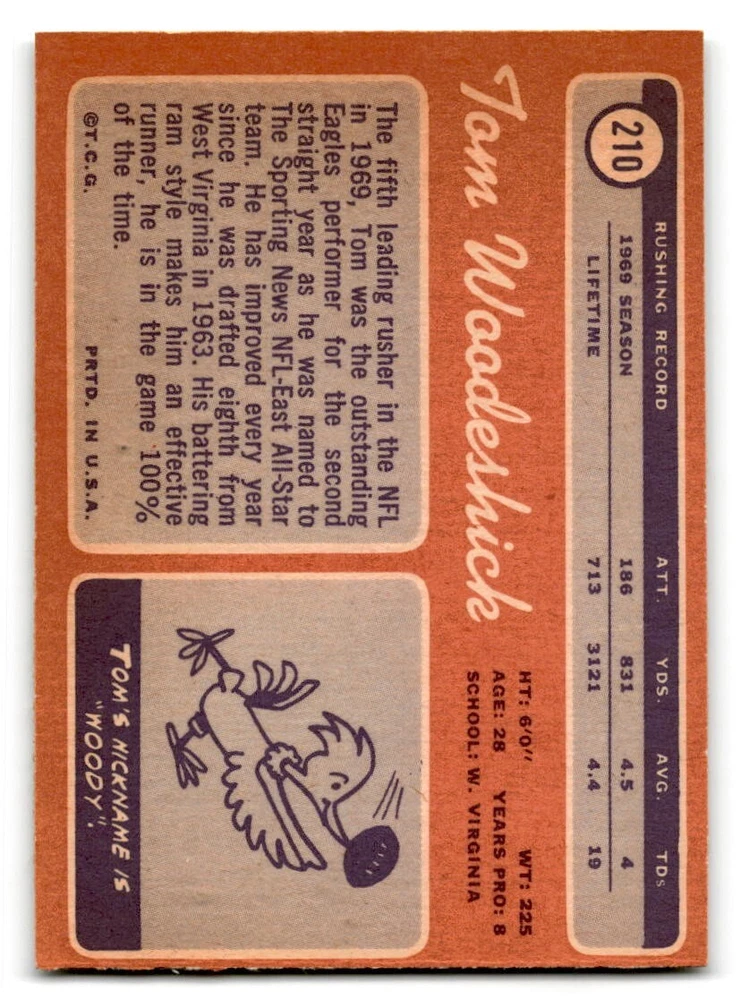 210
RUSHING RECORD ATT. YDS. AVG. TDs
1969 SEASON 186 831 4.5 4
LIFETIME 713 3121 4.4 19
Tom Woodeshick
HT: 6'0" WT: 225
AGE: 28 YEARS PRO: 8
SCHOOL: W. VIRGINIA
The fifth leading rusher in the NFL
in 1969, Tom was the outstanding
Eagles performer for the second
straight year as he was named to
The Sporting News NFL-East All-Star
team. He has improved every year
since he was drafted eighth from
West Virginia in 1963. His battering
ram style makes him an effective
runner, he is in the game 100%
of the time.
©T.C.G. PRTD. IN U.S.A.
TOM'S NICKNAME IS
"WOODY".